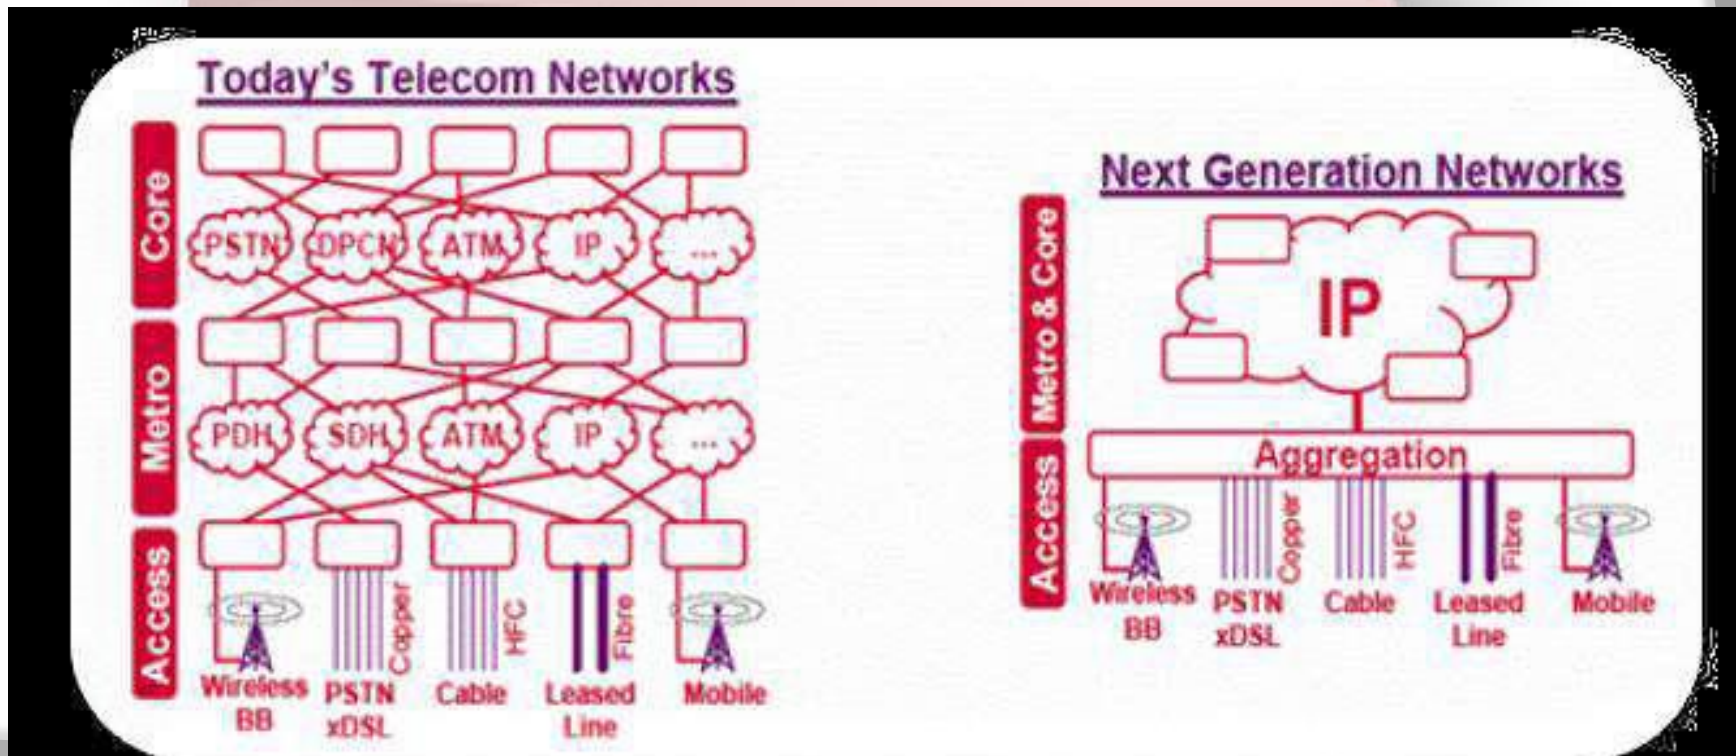 Today's Telecom Networks
Core
PSTN DPCN ATM IP ...
Metro
PDH SDH ATM IP ...
Access
Copper HFC Fibre
Wireless BB
PSTN xDSL
Cable
Leased Line
Mobile
Next Generation Networks
Metro & Core
IP
Aggregation
Access
Copper HFC Fibre
Wireless BB
PSTN xDSL
Cable
Leased Line
Mobile